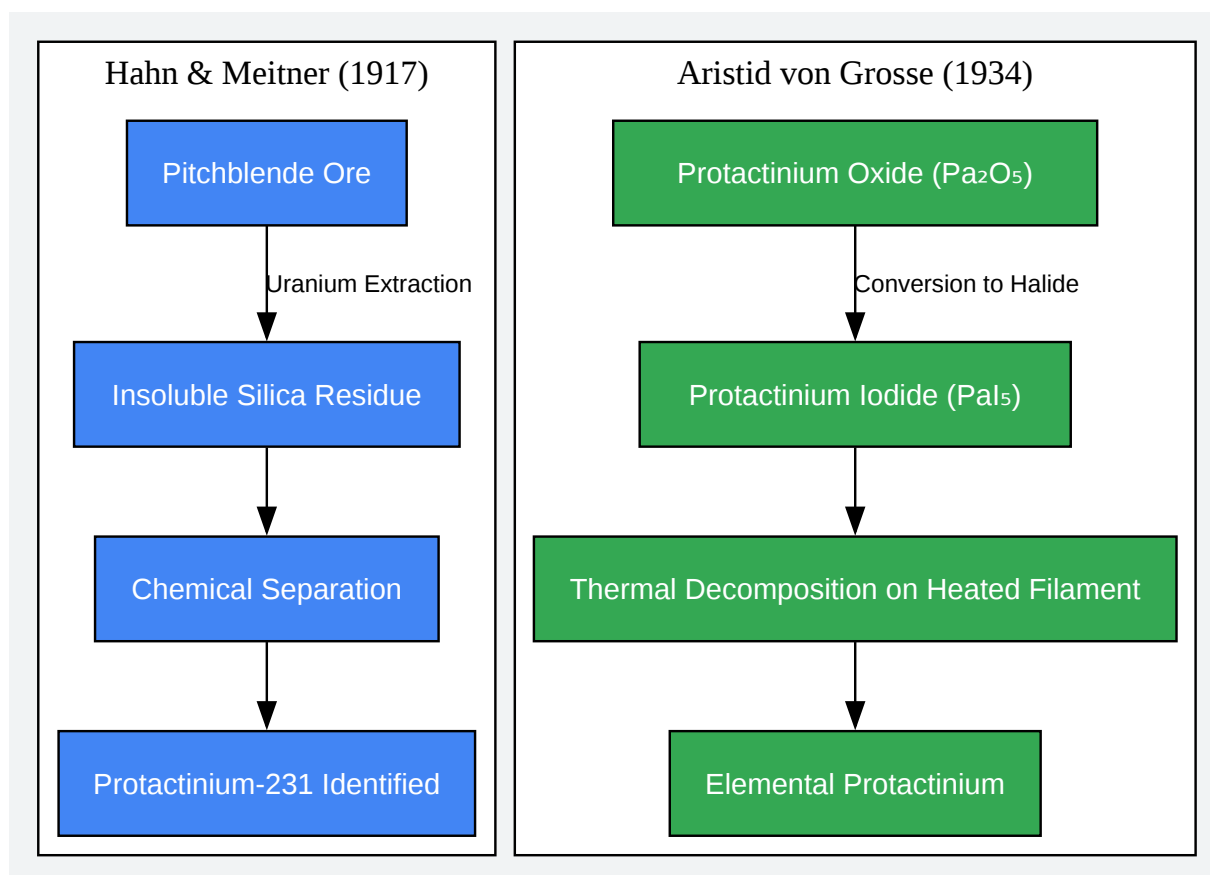 Hahn & Meitner (1917)
Pitchblende Ore
Uranium Extraction
Insoluble Silica Residue
Chemical Separation
Protactinium-231 Identified
Aristid von Grosse (1934)
Protactinium Oxide (Pa₂O₅)
Conversion to Halide
Protactinium Iodide (PaI₅)
Thermal Decomposition on Heated Filament
Elemental Protactinium